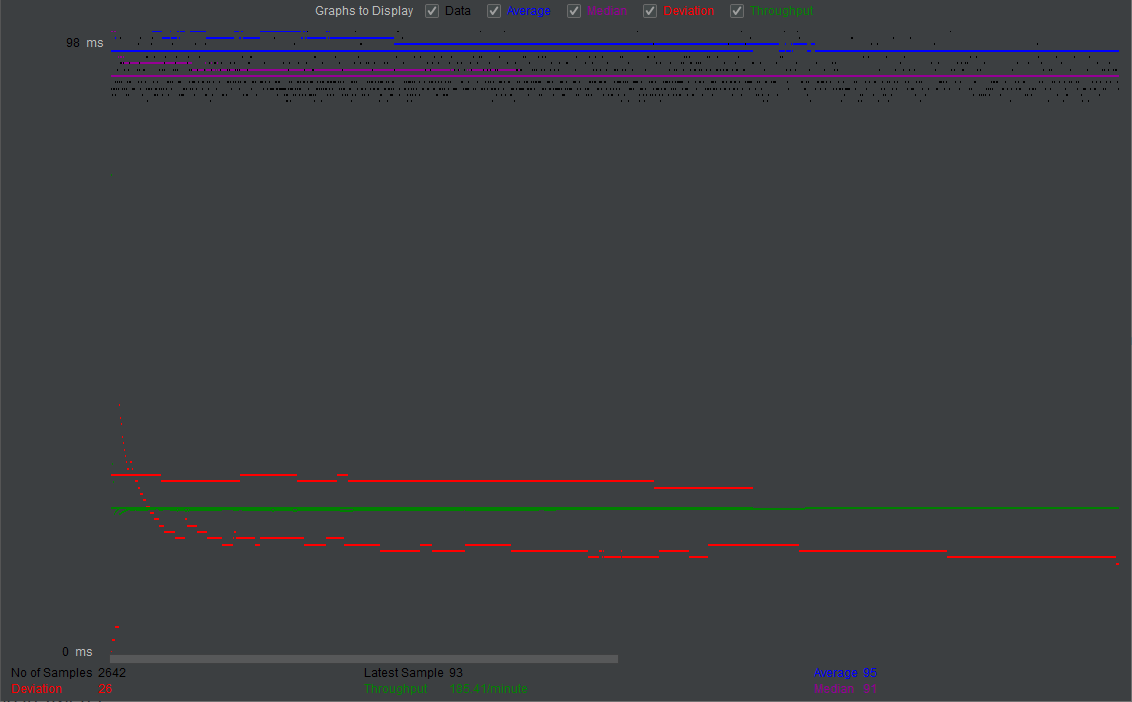 Graphs to Display Data Average Median Deviation Throughput
98 ms
0 ms
No of Samples 2642 Latest Sample 93 Average 95
Deviation 26 Throughput 185.41/minute Median